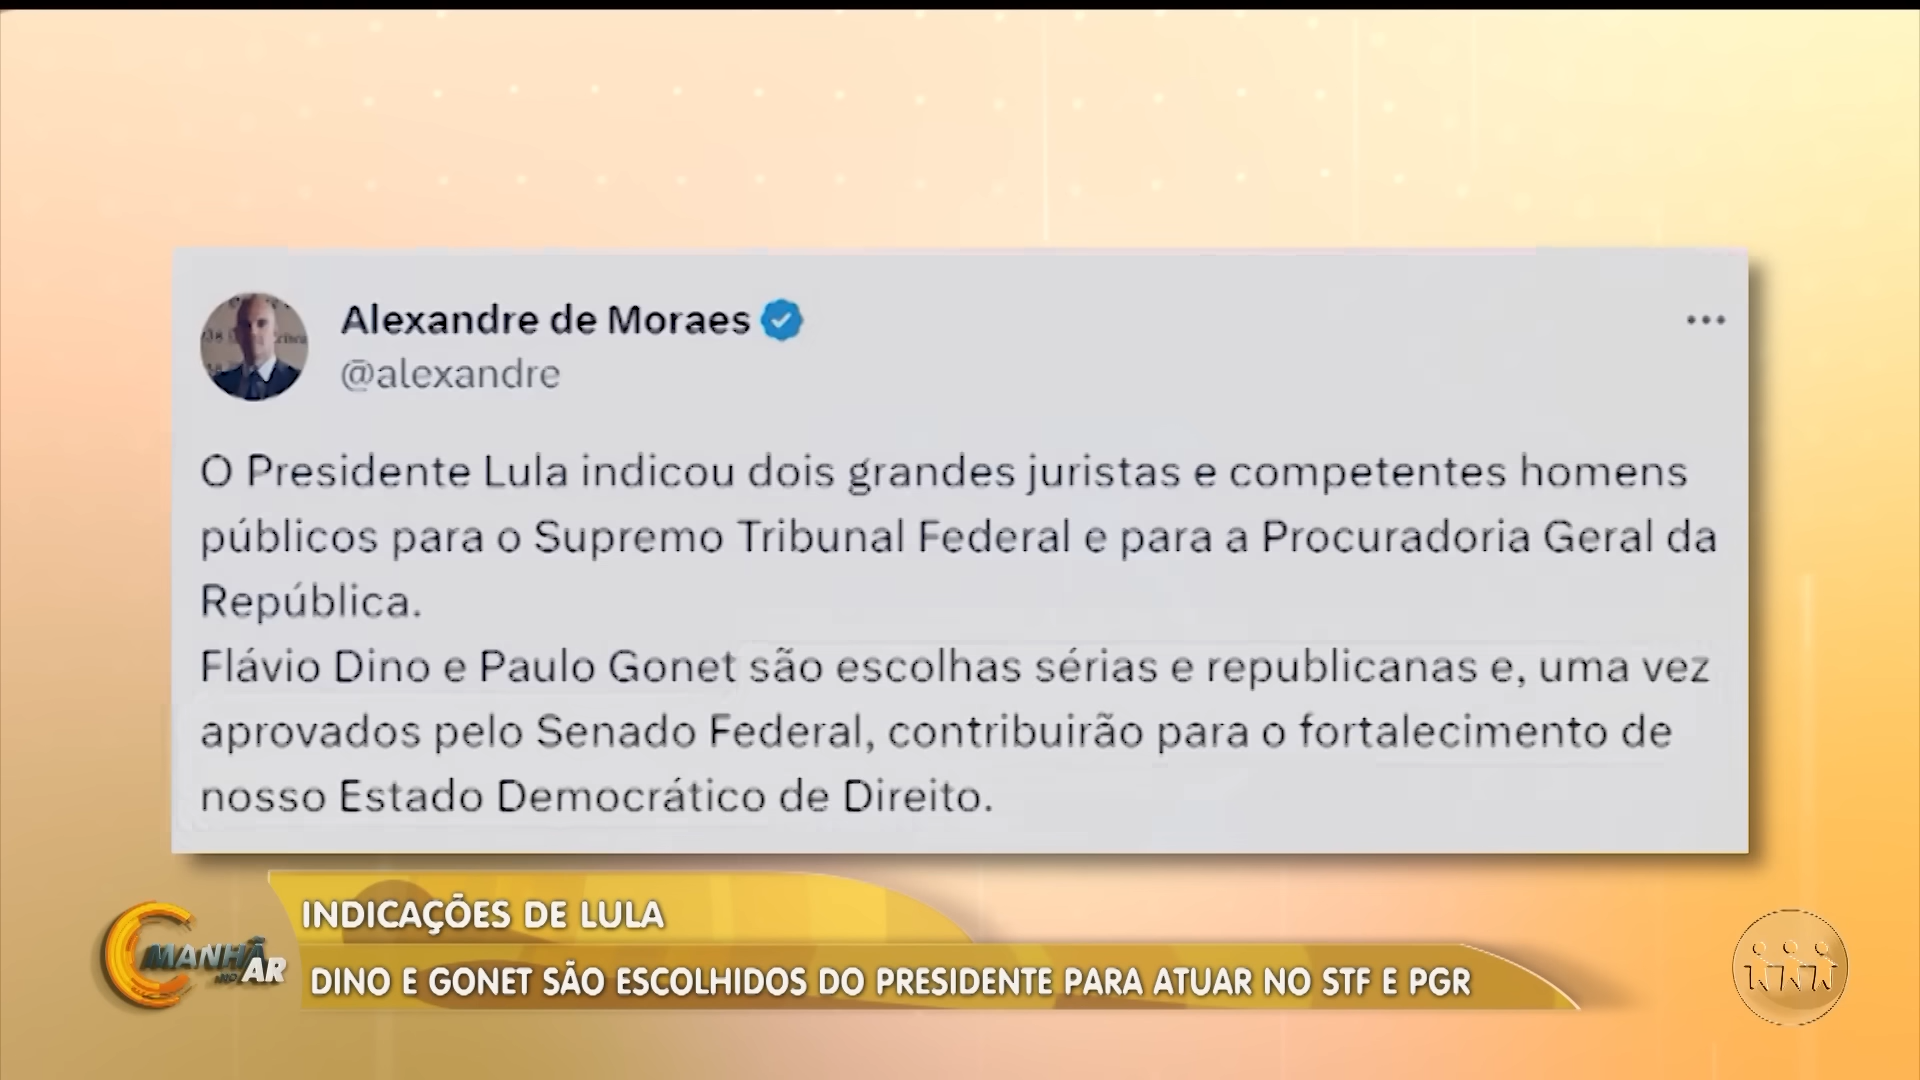 Alexandre de Moraes
@alexandre
O Presidente Lula indicou dois grandes juristas e competentes homens
públicos para o Supremo Tribunal Federal e para a Procuradoria Geral da
República.
Flávio Dino e Paulo Gonet são escolhas sérias e republicanas e, uma vez
aprovados pelo Senado Federal, contribuirão para o fortalecimento de
nosso Estado Democrático de Direito.
INDICAÇÕES DE LULA
MANHÃ
NO AR
DINO E GONET SÃO ESCOLHIDOS DO PRESIDENTE PARA ATUAR NO STF E PGR